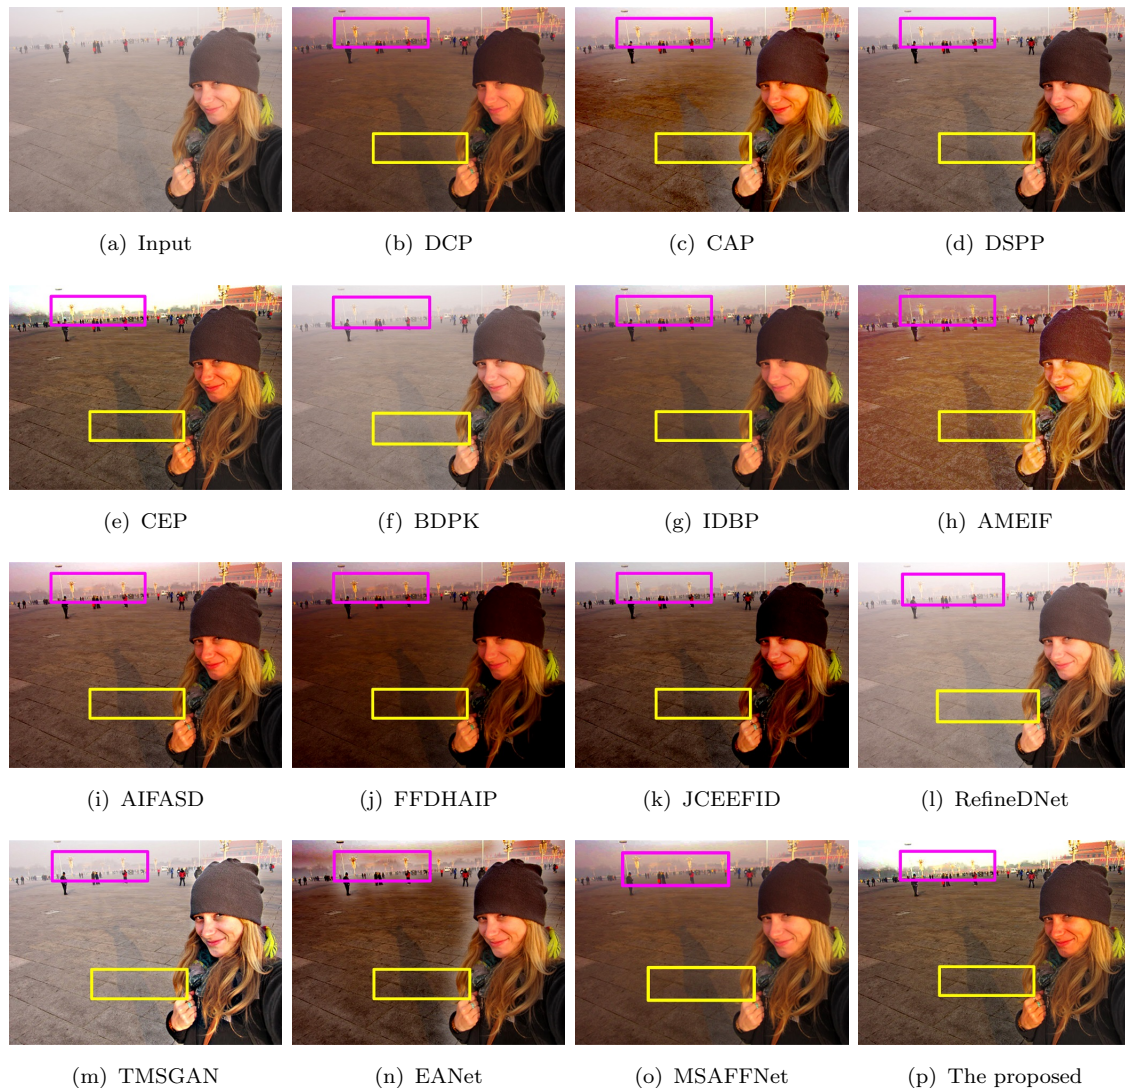 (a) Input
(b) DCP
(c) CAP
(d) DSPP
(e) CEP
(f) BDPK
(g) IDBP
(h) AMEIF
(i) AIFASD
(j) FFDHAIP
(k) JCEEFID
(l) RefineDNet
(m) TMSGAN
(n) EANet
(o) MSAFFNet
(p) The proposed